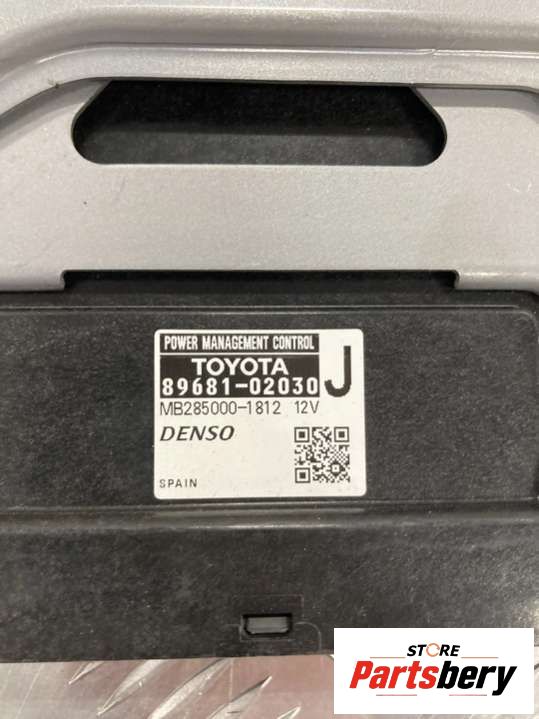 POWER MANAGEMENT CONTROL
TOYOTA
89681-02030 J
MB285000-1812 12V
DENSO
SPAIN
STORE
Partsbery